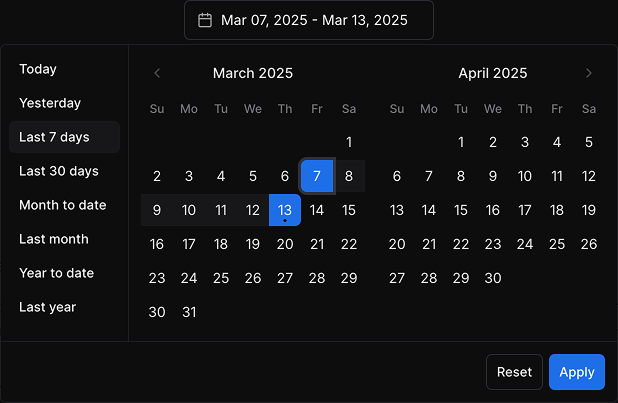 Mar 07, 2025 - Mar 13, 2025
Today
Yesterday
Last 7 days
Last 30 days
Month to date
Last month
Year to date
Last year
March 2025
Su Mo Tu We Th Fr Sa
1
2 3 4 5 6 7 8
9 10 11 12 13 14 15
16 17 18 19 20 21 22
23 24 25 26 27 28 29
30 31
April 2025
Su Mo Tu We Th Fr Sa
1 2 3 4 5
6 7 8 9 10 11 12
13 14 15 16 17 18 19
20 21 22 23 24 25 26
27 28 29 30
Reset
Apply